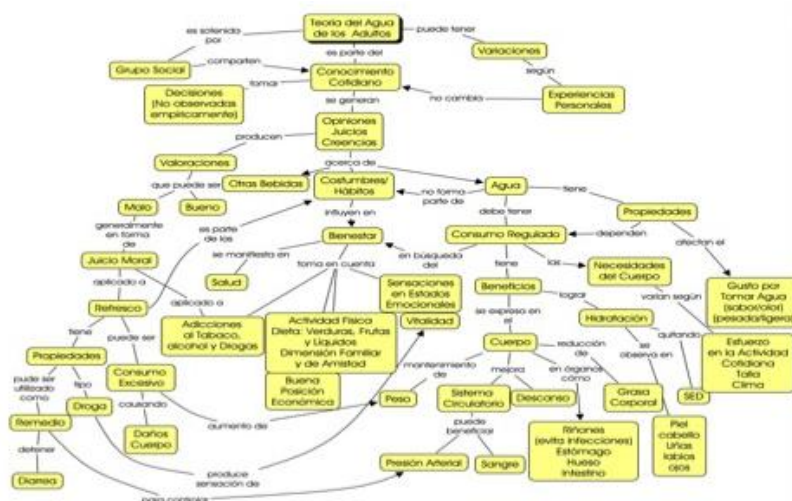 Teoría del Agua
de los Adultos
es sotenida
por
puede tener
es parte del
Variaciones
Grupo Social
comparten
según
Conocimiento
Cotidiano
tomar
Decisiones
(No observadas
empíricamente)
no cambia
Experiencias
Personales
se generan
Opiniones
Juicios
Creencias
producen
Valoraciones
acerca de
que puede ser
Otras Bebidas
Costumbres/
Hábitos
Agua
no forma
parte de
tiene
Malo
Bueno
influyen en
debe tener
Propiedades
generalmente
en forma
de
es parte
de las
Bienestar
Consumo Regulado
dependen
afectan el
Juicio Moral
se manifiesta en
en búsqueda
del
toma en cuenta
tiene
las
Necesidades
del Cuerpo
aplicado a
Salud
Sensaciones
en Estados
Emocionales
Beneficios
lograr
varían según
Gusto por
Tomar Agua
(sabor/olor)
(pesada/ligera)
Refresco
aplicado a
se expresa en
el
Hidratación
tiene
puede ser
Adicciones
al Tabaco,
alcohol y Drogas
Actividad Física
Dieta: Verduras, Frutas
y Líquidos
Dimensión Familiar
y de Amistad
Vitalidad
quitando
Cuerpo
reducción
de
se
observa en
Esfuerzo
en la Actividad
Cotidiana
Talla
Clima
Propiedades
Consumo
Excesivo
mantenimiento
de
mejora
en órganos
como
pude ser
utilizado
como
tipo
Buena
Posición
Económica
Peso
Sistema
Circulatorio
Descanso
Grasa
Corporal
SED
Droga
causando
aumento de
Remedio
Daños
Cuerpo
puede
beneficiar
Riñones
(evita infecciones)
Estómago
Hueso
Intestino
Piel
cabello
Uñas
labios
ojos
detener
produce
sensación de
Presión Arterial
Sangre
Diarrea
para controlar